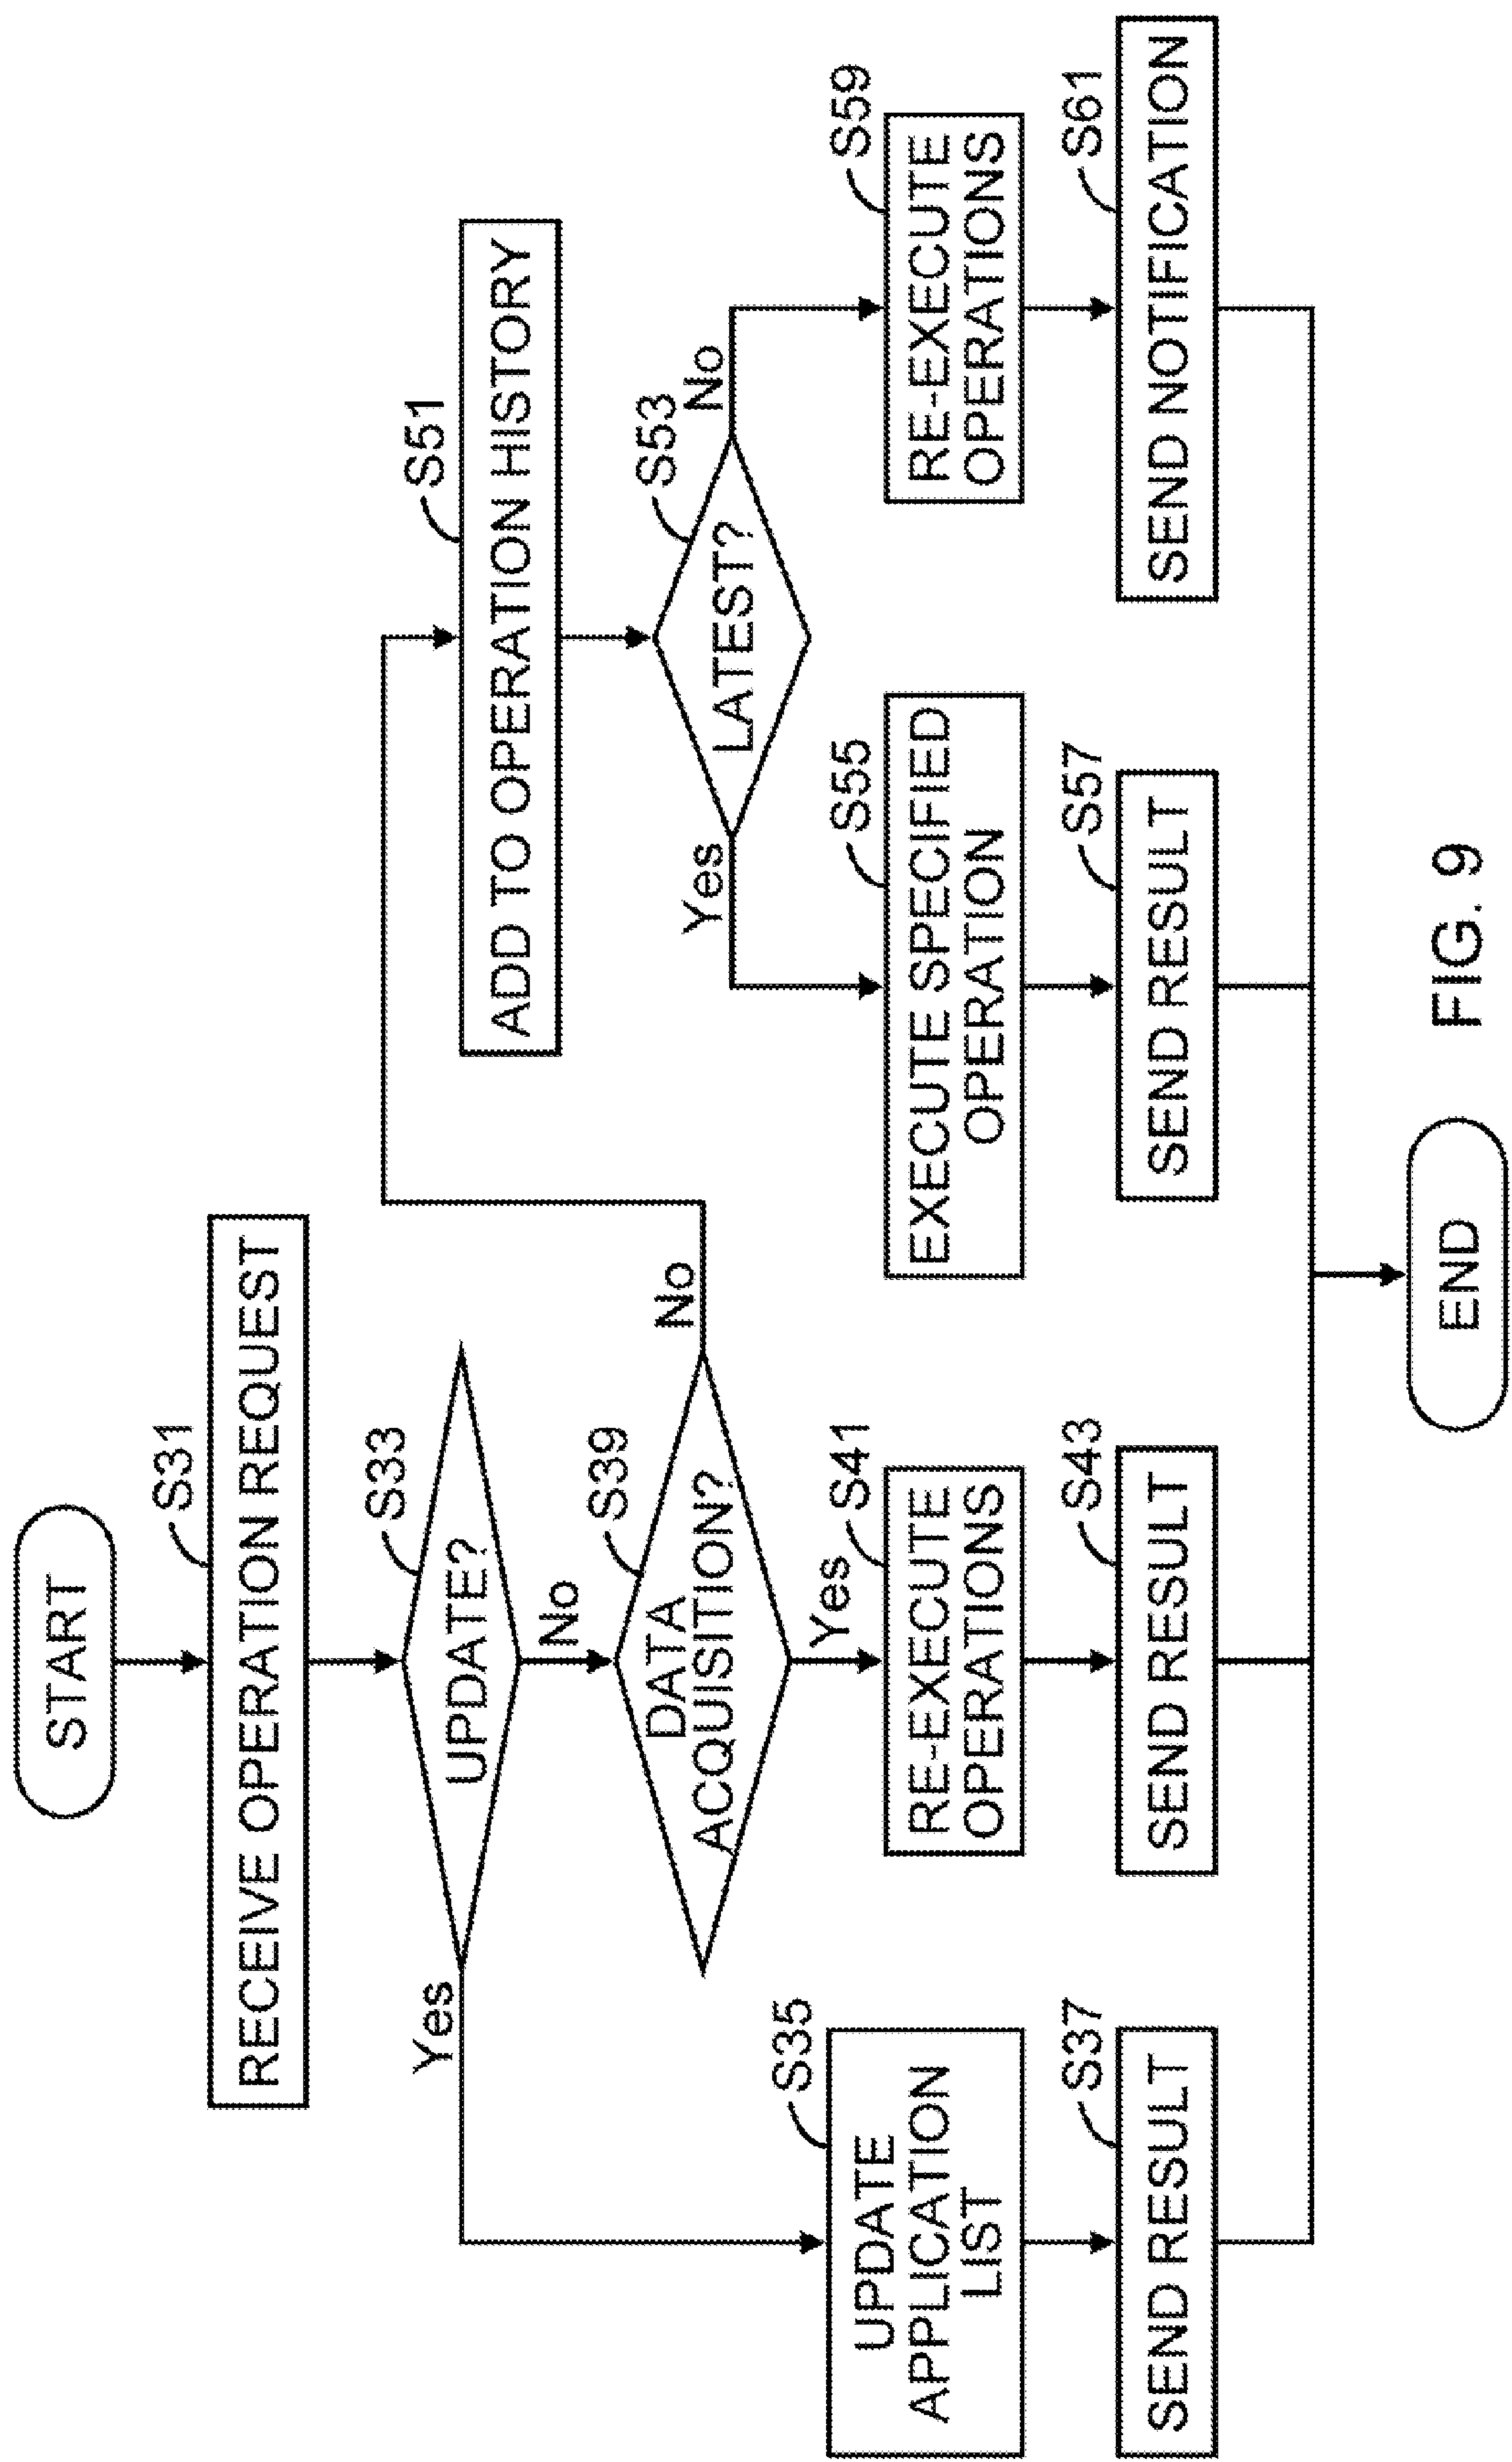 START
S31
RECEIVE OPERATION REQUEST
S33
UPDATE?
Yes
No
S39
DATA
ACQUISITION?
No
Yes
S35
UPDATE
APPLICATION
LIST
S37
SEND RESULT
S41
RE-EXECUTE
OPERATIONS
S43
SEND RESULT
S51
ADD TO OPERATION HISTORY
S53
LATEST?
Yes
No
S55
EXECUTE SPECIFIED
OPERATION
S57
SEND RESULT
S59
RE-EXECUTE
OPERATIONS
S61
SEND NOTIFICATION
END
FIG. 9